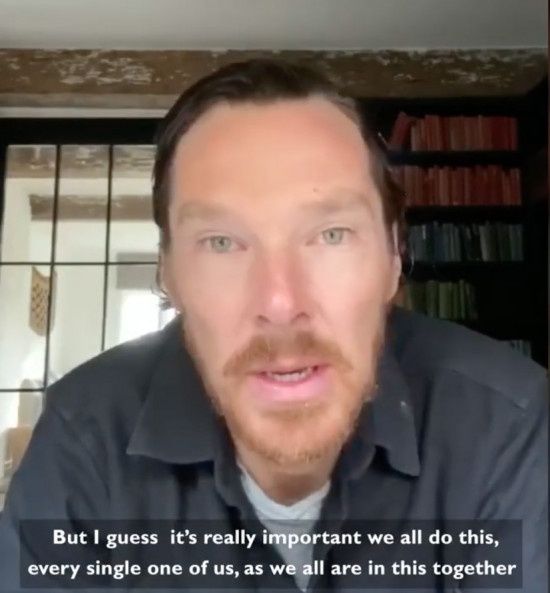 But I guess it's really important we all do this,
every single one of us, as we all are in this together